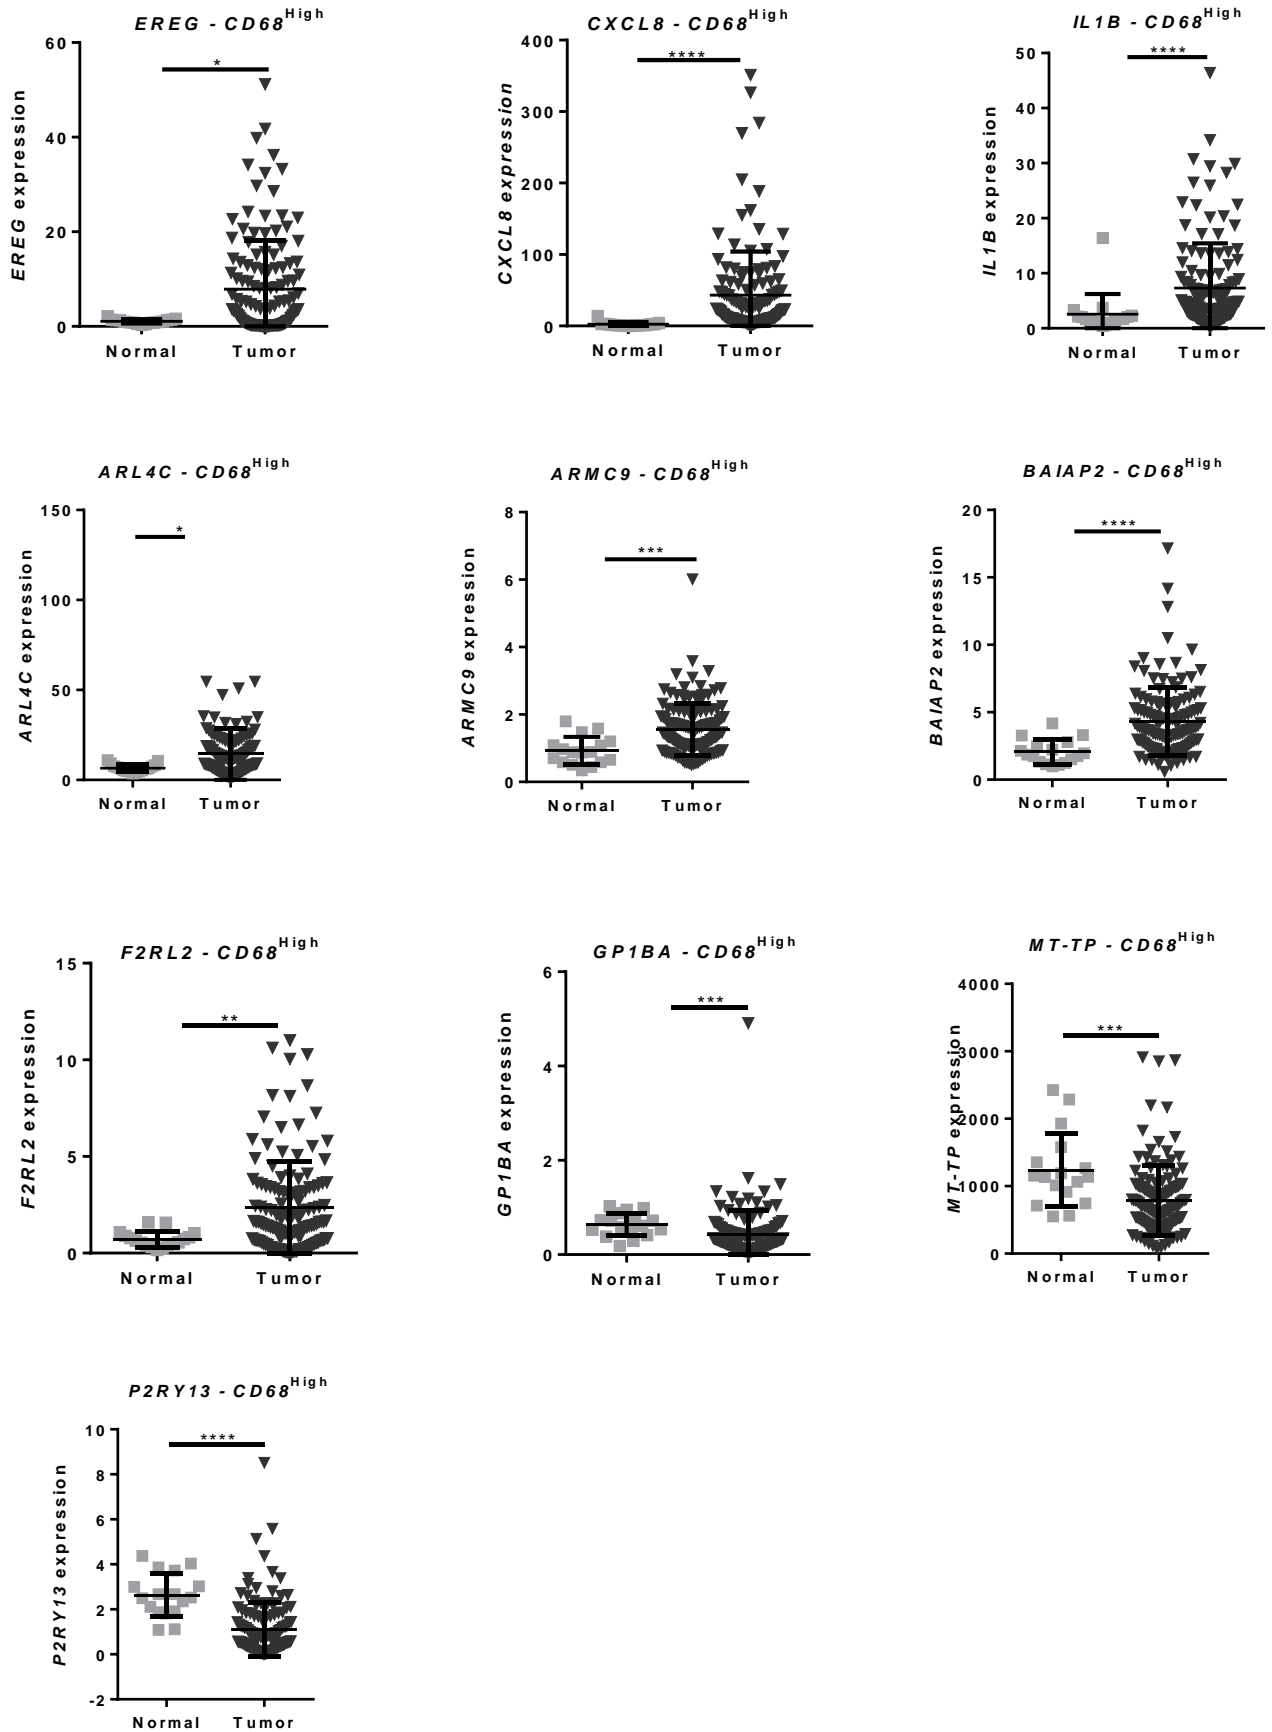 EREG - CD68High
*
EREG expression
60
40
20
0
Normal Tumor
CXCL8 - CD68High
****
CXCL8 expression
400
300
200
100
0
Normal Tumor
IL1B - CD68High
****
IL1B expression
50
40
30
20
10
0
Normal Tumor
ARL4C - CD68High
*
ARL4C expression
150
100
50
0
Normal Tumor
ARMC9 - CD68High
***
ARMC9 expression
8
6
4
2
0
Normal Tumor
BAIAP2 - CD68High
****
BAIAP2 expression
20
15
10
5
0
Normal Tumor
F2RL2 - CD68High
**
F2RL2 expression
15
10
5
0
Normal Tumor
GP1BA - CD68High
***
GP1BA expression
6
4
2
0
Normal Tumor
MT-TP - CD68High
***
MT-TP expression
4000
3000
2000
1000
0
Normal Tumor
P2RY13 - CD68High
****
P2RY13 expression
10
8
6
4
2
0
-2
Normal Tumor